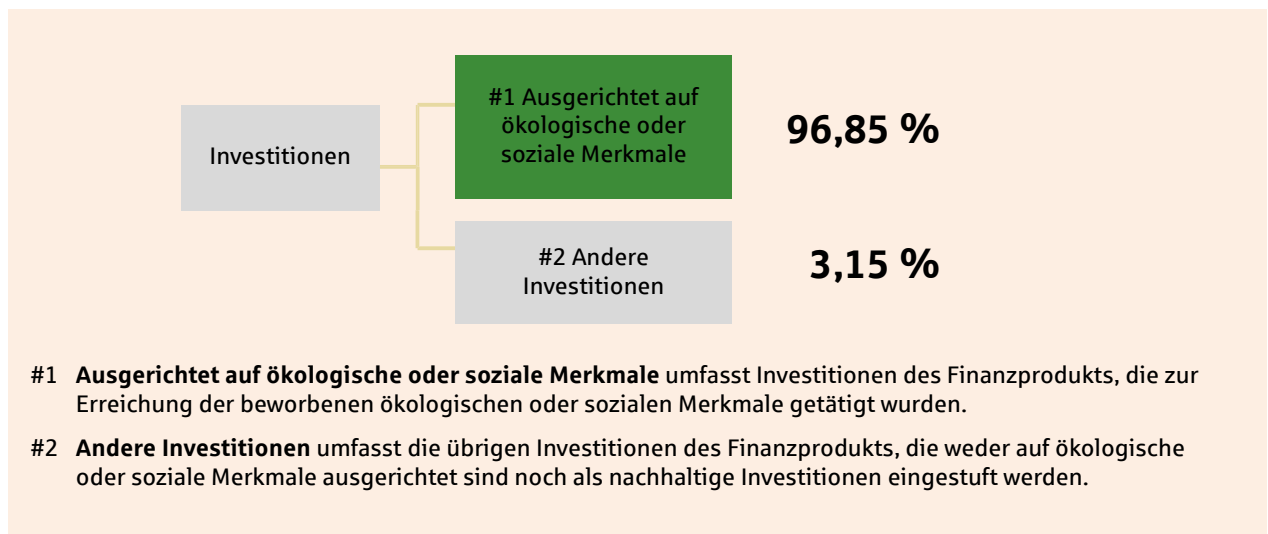 #1 Ausgerichtet auf
ökologische oder
soziale Merkmale
96,85 %
Investitionen
#2 Andere
Investitionen
3,15 %
#1 Ausgerichtet auf ökologische oder soziale Merkmale umfasst Investitionen des Finanzprodukts, die zur
Erreichung der beworbenen ökologischen oder sozialen Merkmale getätigt wurden.
#2 Andere Investitionen umfasst die übrigen Investitionen des Finanzprodukts, die weder auf ökologische
oder soziale Merkmale ausgerichtet sind noch als nachhaltige Investitionen eingestuft werden.